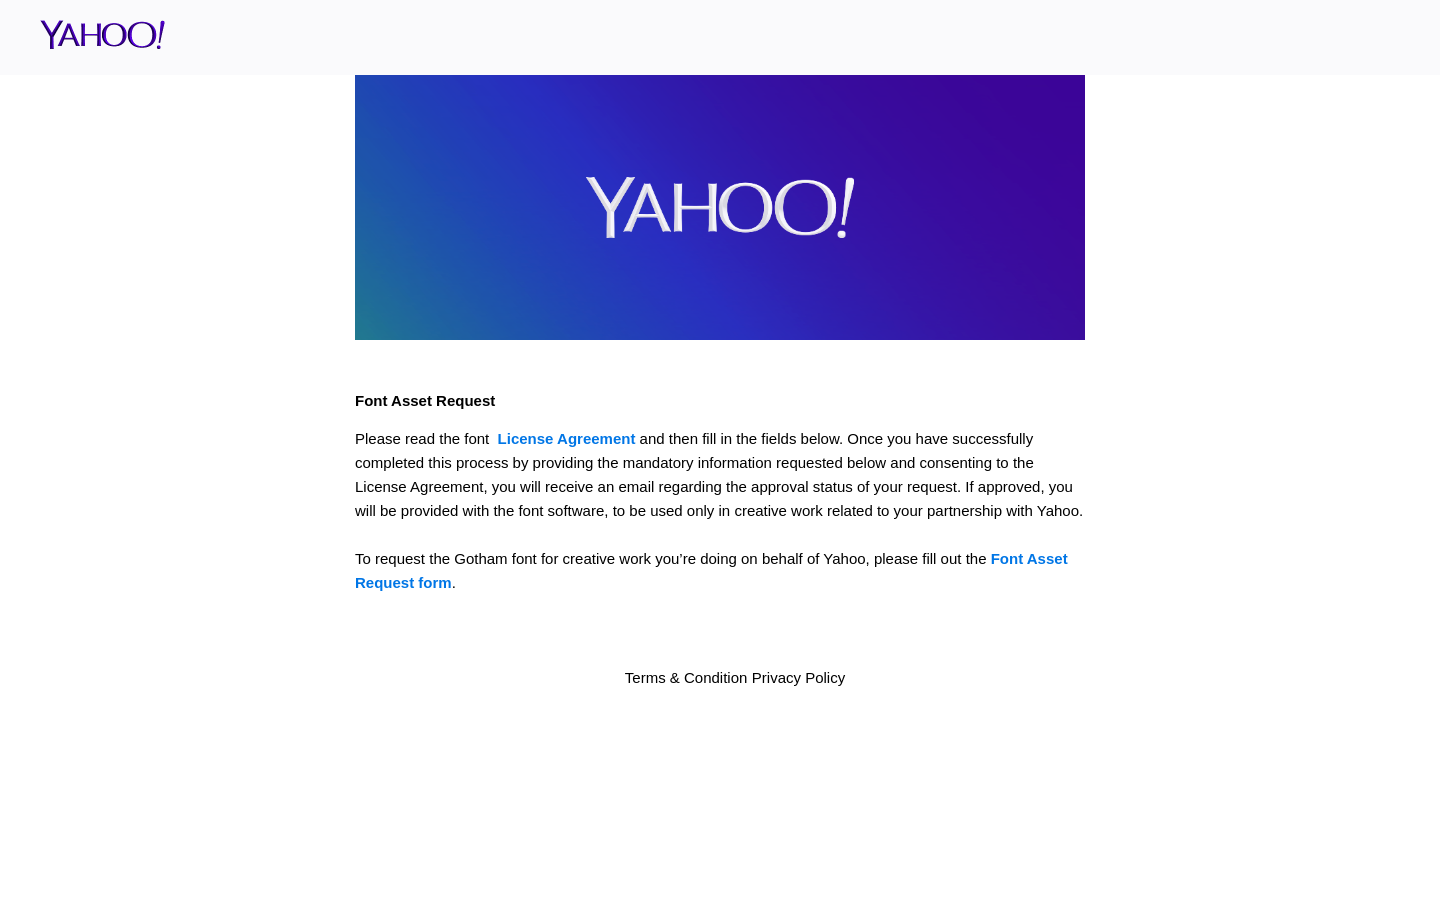 YAHOO!
YAHOO!
Font Asset Request
Please read the font  License Agreement and then fill in the fields below. Once you have successfully
completed this process by providing the mandatory information requested below and consenting to the
License Agreement, you will receive an email regarding the approval status of your request. If approved, you
will be provided with the font software, to be used only in creative work related to your partnership with Yahoo.
To request the Gotham font for creative work you’re doing on behalf of Yahoo, please fill out the Font Asset
Request form.
Terms & Condition Privacy Policy